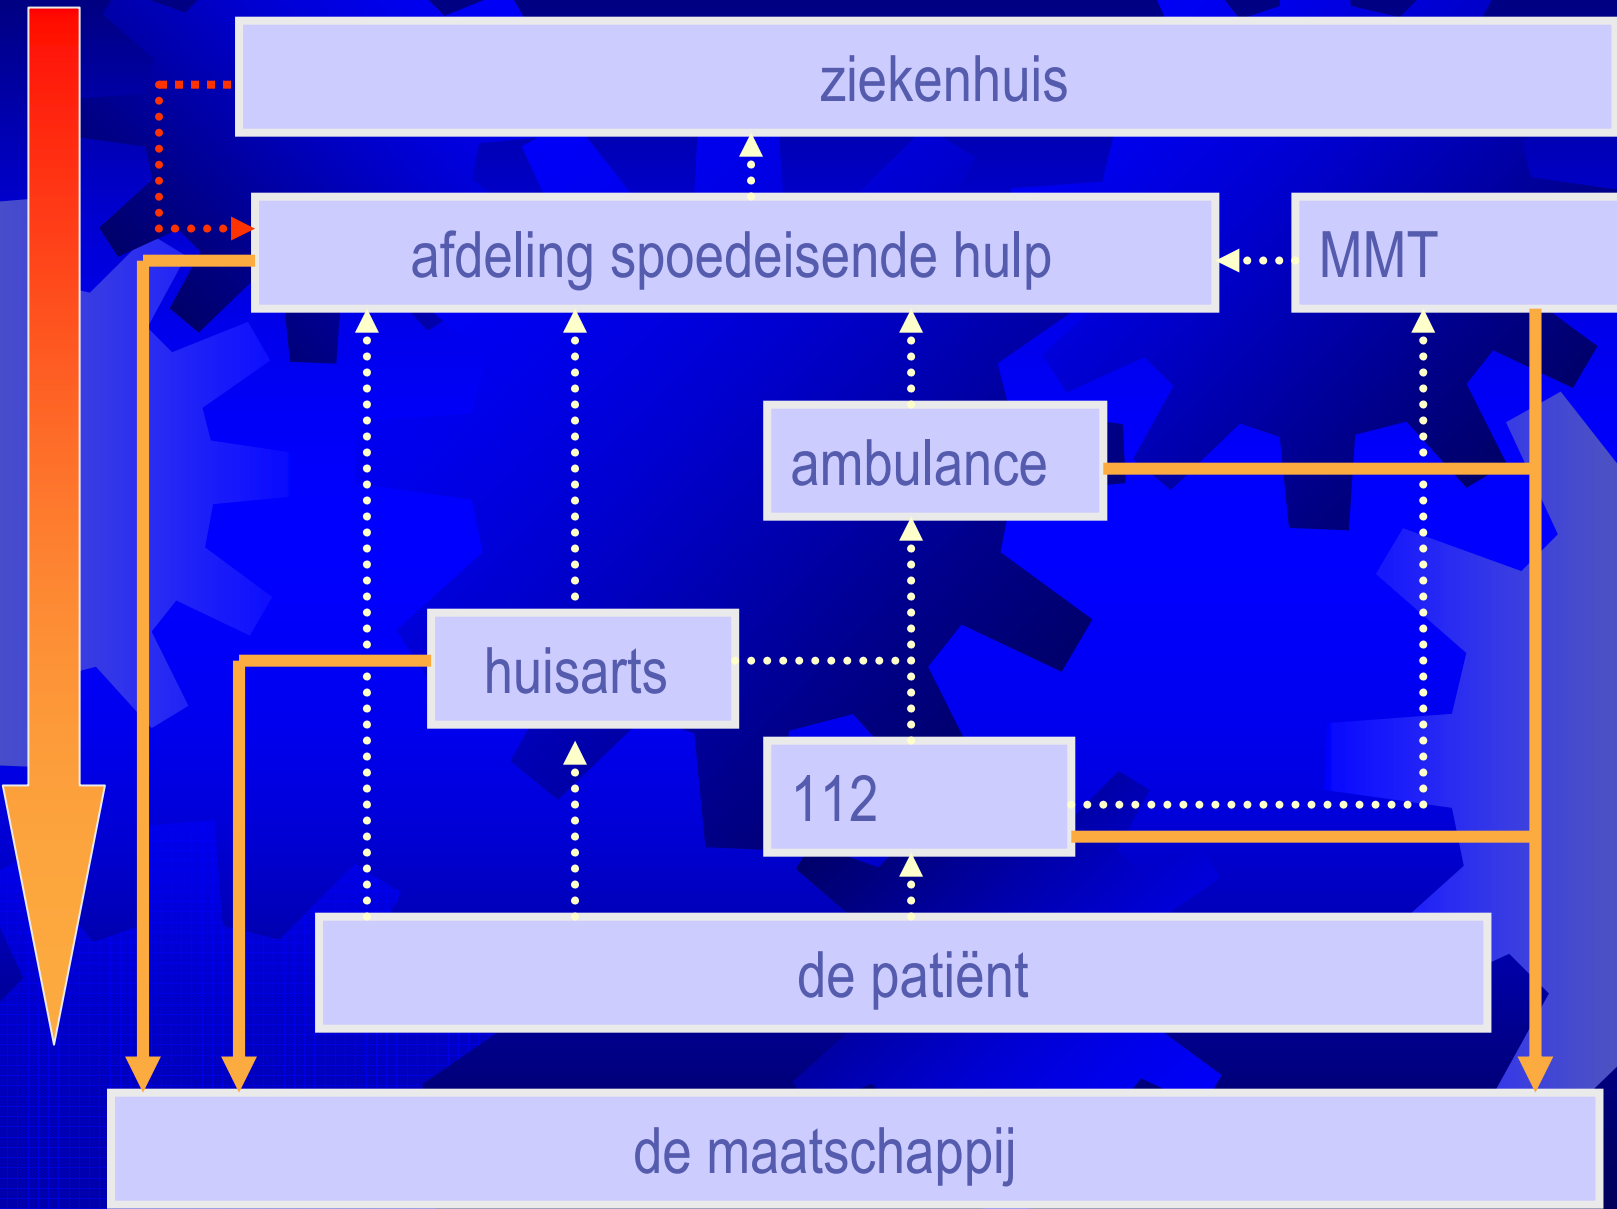 ziekenhuis
afdeling spoedeisende hulp
MMT
ambulance
huisarts
112
de patiënt
de maatschappij